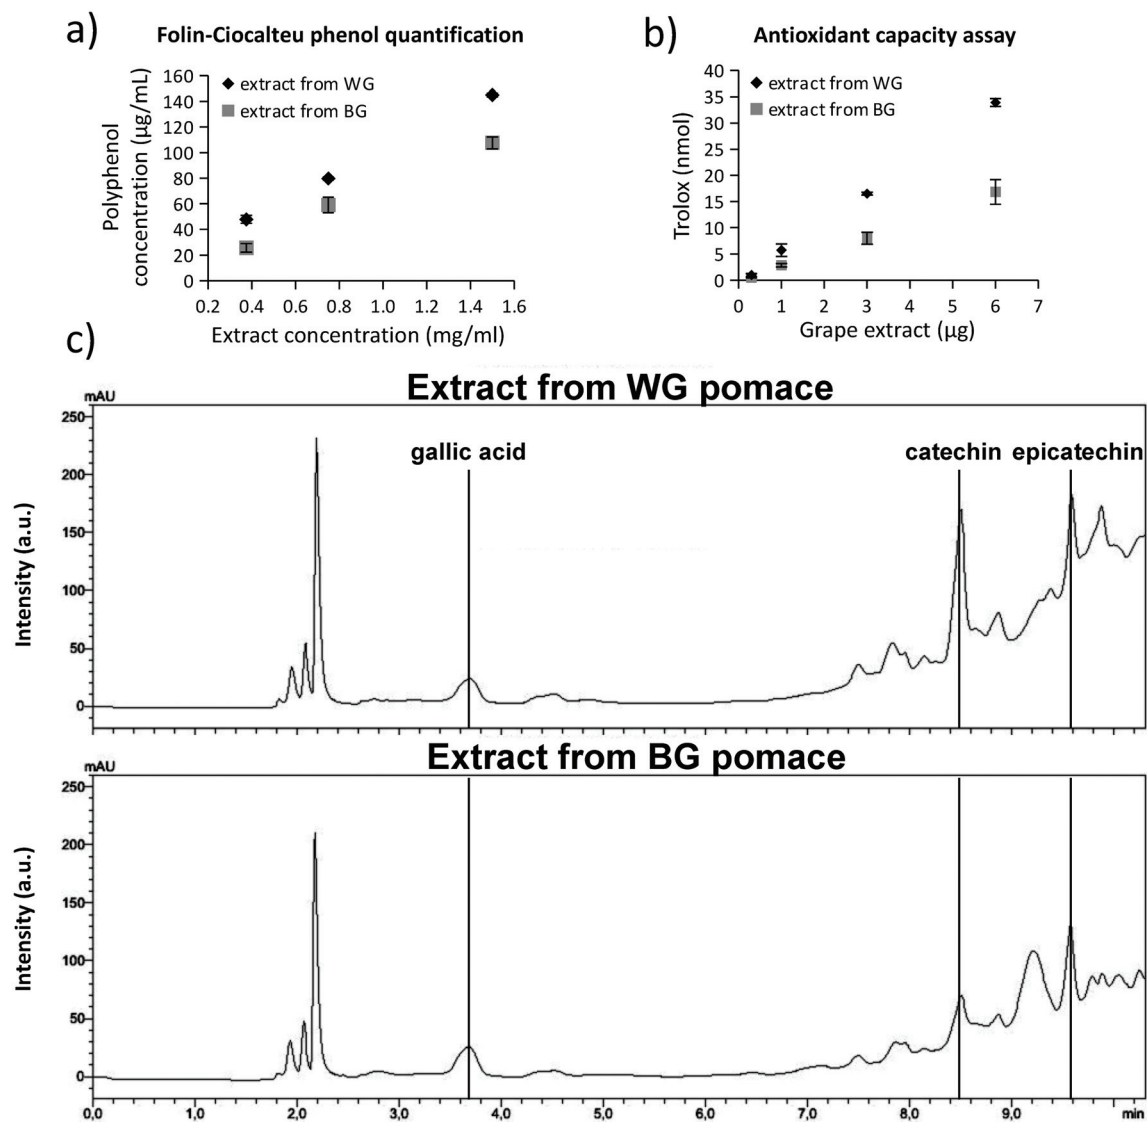 a)
Folin-Ciocalteu phenol quantification
160
140
120
100
80
60
40
20
0
Polyphenol
concentration (µg/mL)
extract from WG
extract from BG
0.2 0.4 0.6 0.8 1.0 1.2 1.4 1.6
Extract concentration (mg/ml)
b)
Antioxidant capacity assay
40
35
30
25
20
15
10
5
0
Trolox (nmol)
extract from WG
extract from BG
0 1 2 3 4 5 6 7
Grape extract (µg)
c)
Extract from WG pomace
mAU
250
200
150
100
50
0
Intensity (a.u.)
gallic acid
catechin
epicatechin
Extract from BG pomace
mAU
250
200
150
100
50
0
Intensity (a.u.)
0,0 1,0 2,0 3,0 4,0 5,0 6,0 7,0 8,0 9,0 min